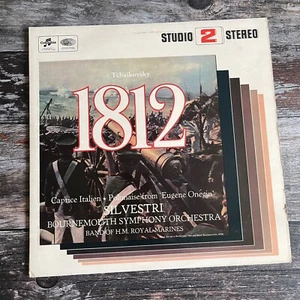 STUDIO 2 STEREO
Tchaikovsky
1812
Caprice Italien • Polonaise from 'Eugene Onegin'
SILVESTRI
BOURNEMOUTH SYMPHONY ORCHESTRA
BAND OF H.M. ROYAL MARINES